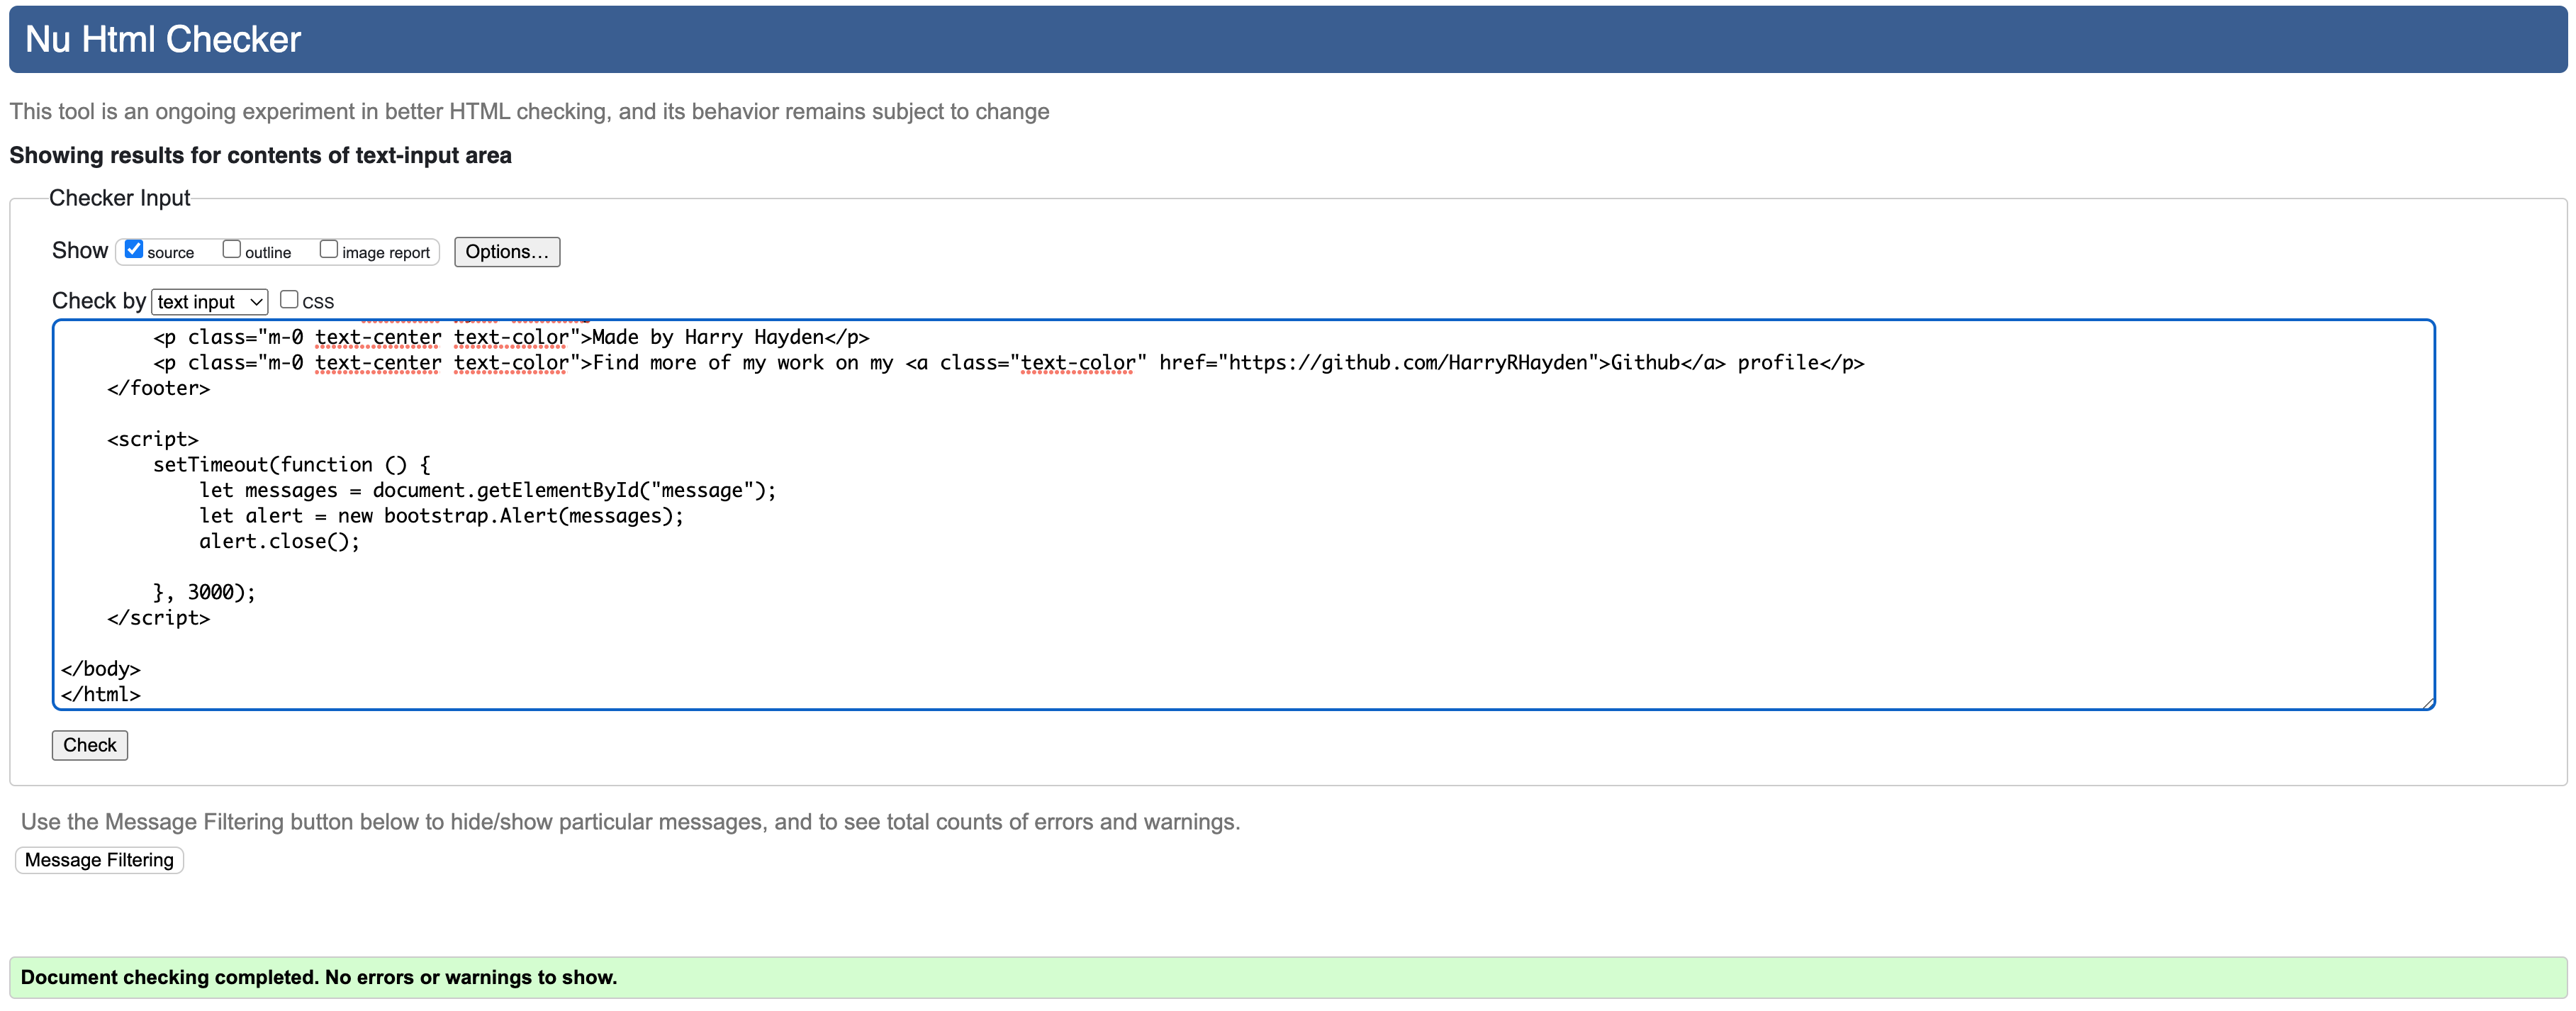 Nu Html Checker
This tool is an ongoing experiment in better HTML checking, and its behavior remains subject to change
Showing results for contents of text-input area
Checker Input
Show source outline image report Options...
Check by text input CSS
        <p class="m-0 text-center text-color">Made by Harry Hayden</p>
        <p class="m-0 text-center text-color">Find more of my work on my <a class="text-color" href="https://github.com/HarryRHayden">Github</a> profile</p>
    </footer>
    <script>
        setTimeout(function () {
            let messages = document.getElementById("message");
            let alert = new bootstrap.Alert(messages);
            alert.close();
        }, 3000);
    </script>
</body>
</html>
Check
Use the Message Filtering button below to hide/show particular messages, and to see total counts of errors and warnings.
Message Filtering
Document checking completed. No errors or warnings to show.